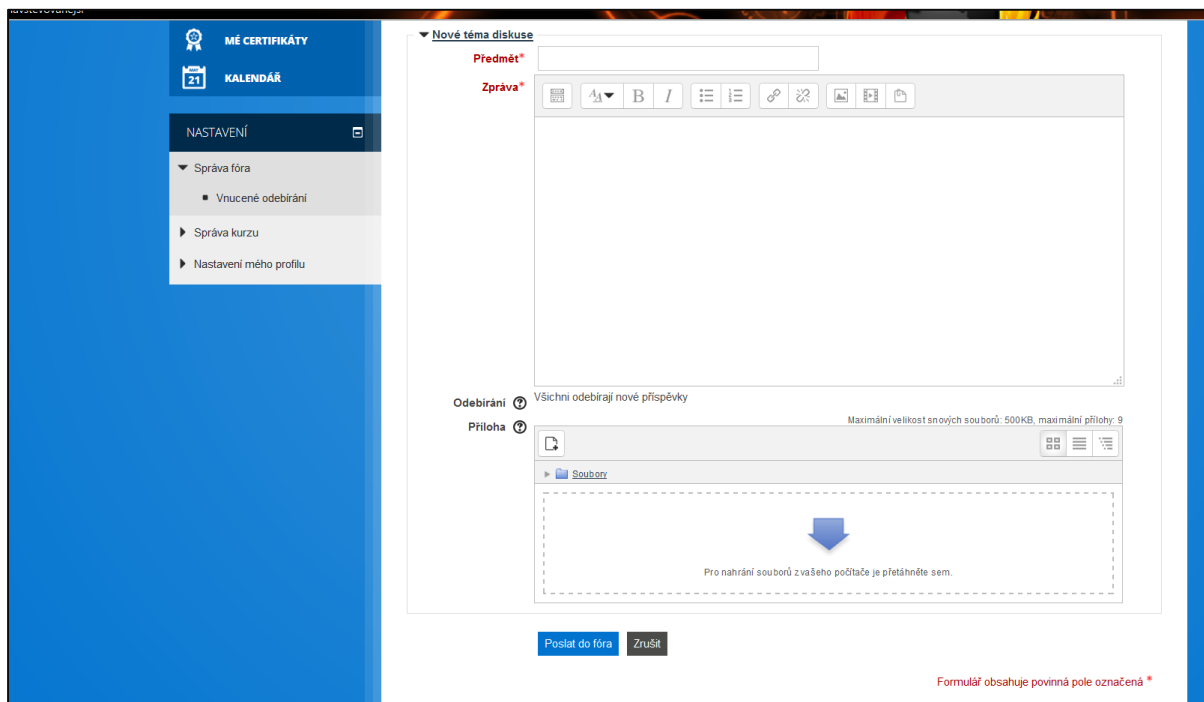 MÉ CERTIFIKÁTY
21
KALENDÁŘ
NASTAVENÍ
Správa fóra
Vnucené odebírání
Správa kurzu
Nastavení mého profilu
Nové téma diskuse
Předmět*
Zpráva*
B I
Odebírání
Všichni odebírají nové příspěvky
Maximální velikost snových souborů: 500KB, maximální přílohy: 9
Příloha
Soubory
Pro nahrání souborů z vašeho počítače je přetáhněte sem.
Poslat do fóra Zrušit
Formulář obsahuje povinná pole označená *